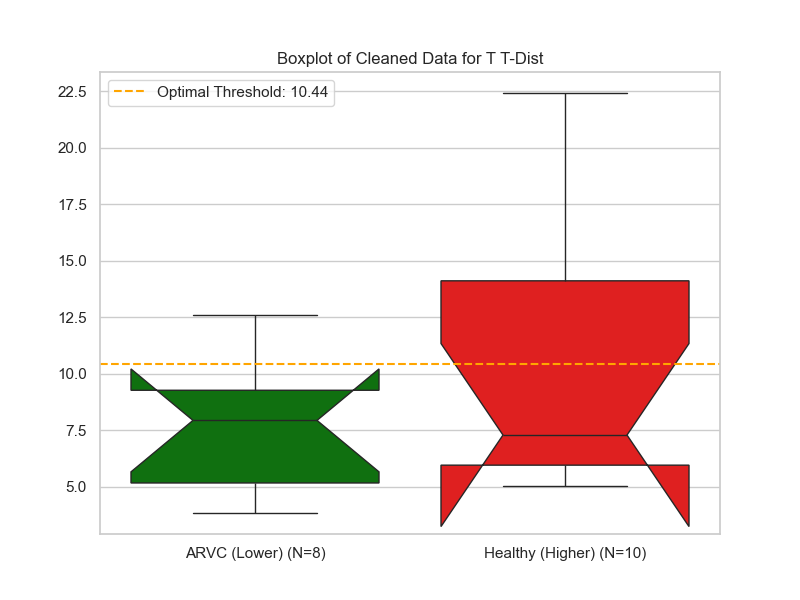 Boxplot of Cleaned Data for T T-Dist
Optimal Threshold: 10.44
22.5
20.0
17.5
15.0
12.5
10.0
7.5
5.0
ARVC (Lower) (N=8)
Healthy (Higher) (N=10)